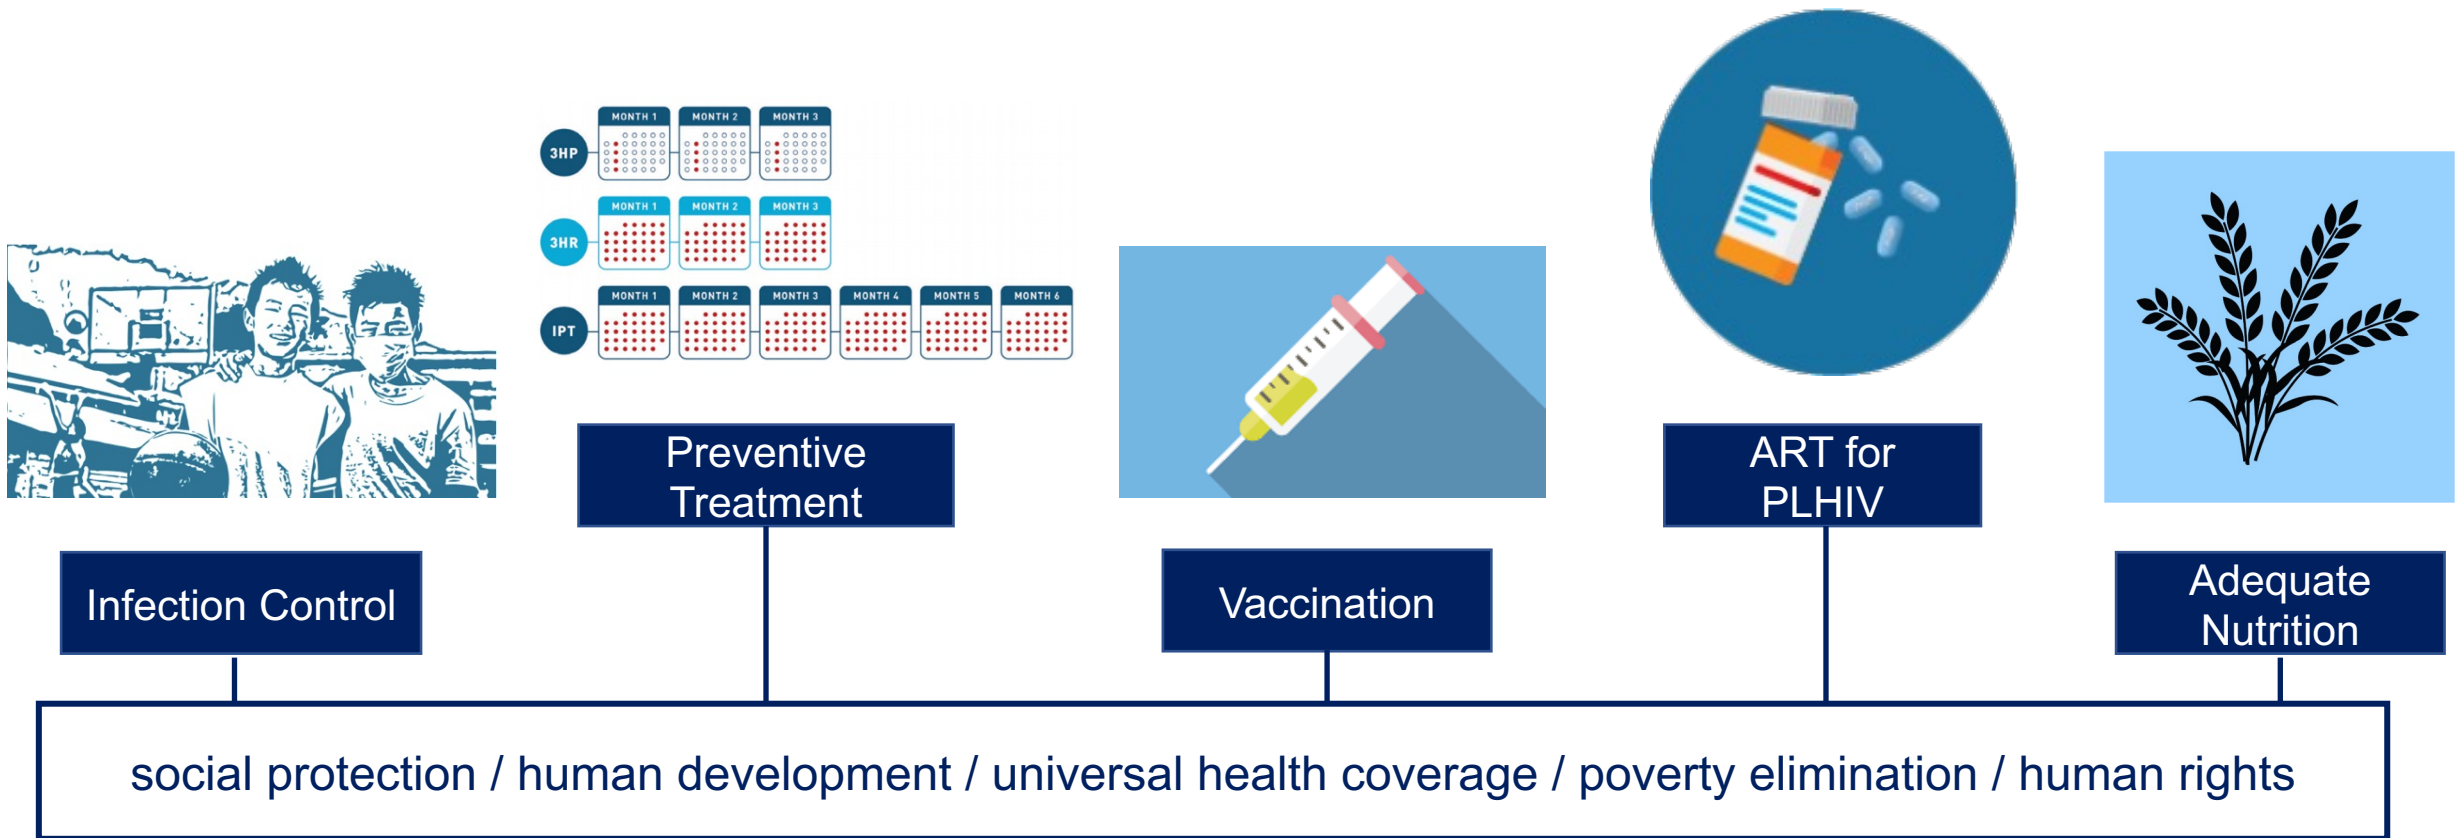 3HP
MONTH 1
MONTH 2
MONTH 3
3HR
MONTH 1
MONTH 2
MONTH 3
IPT
MONTH 1
MONTH 2
MONTH 3
MONTH 4
MONTH 5
MONTH 6
Infection Control
Preventive
Treatment
Vaccination
ART for
PLHIV
Adequate
Nutrition
social protection / human development / universal health coverage / poverty elimination / human rights